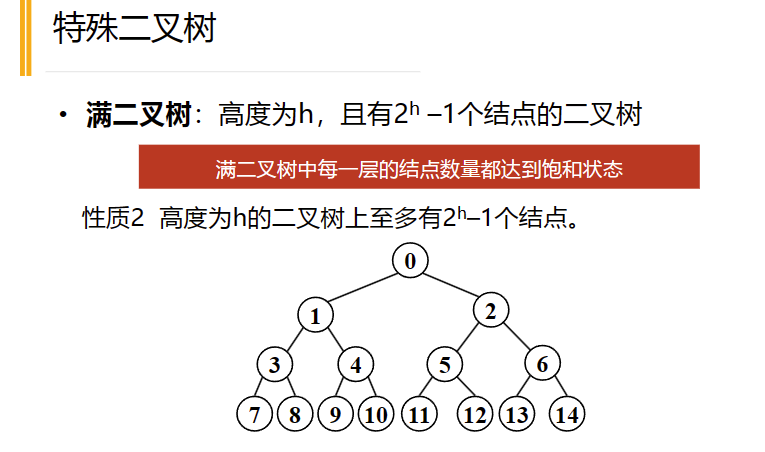 特殊二叉树
• 满二叉树：高度为h，且有2ʰ –1个结点的二叉树
满二叉树中每一层的结点数量都达到饱和状态
性质2 高度为h的二叉树上至多有2ʰ–1个结点。
0
1 2
3 4 5 6
7 8 9 10 11 12 13 14